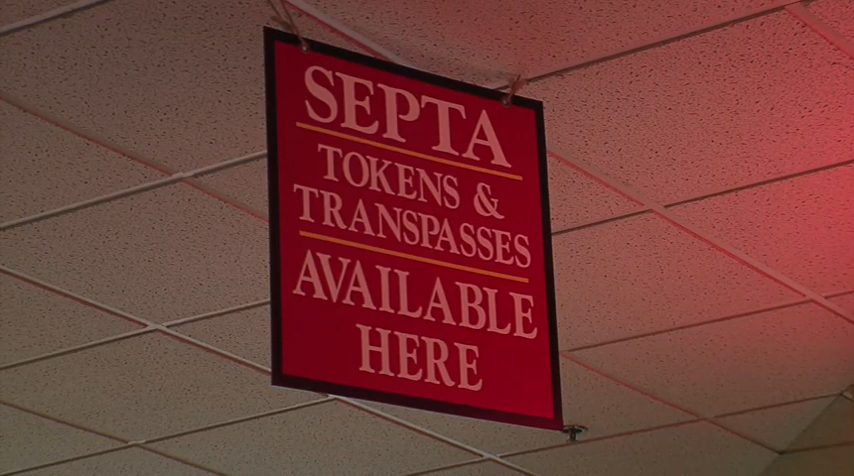 SEPTA
TOKENS &
TRANSPASSES
AVAILABLE
HERE